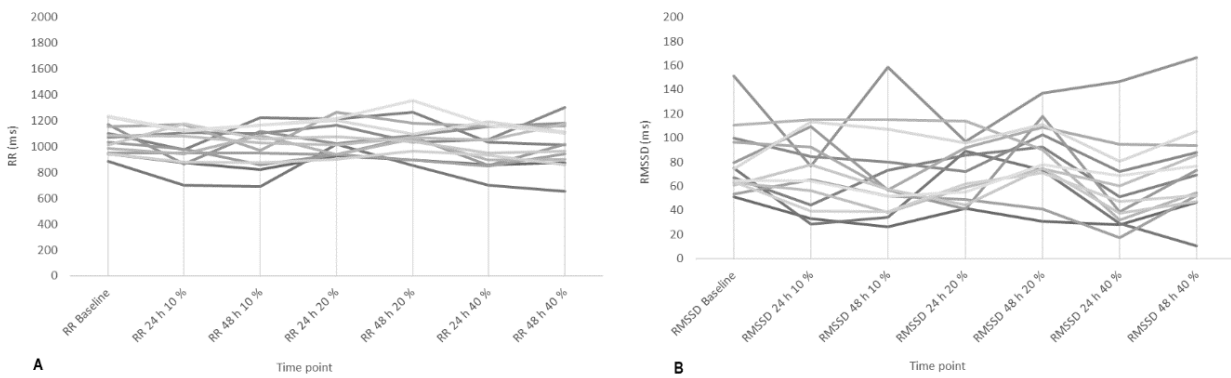 2000
1800
1600
1400
1200
1000
800
600
400
200
0
RR (ms)
RR Baseline
RR 24 h 10 %
RR 48 h 10 %
RR 24 h 20 %
RR 48 h 20 %
RR 24 h 40 %
RR 48 h 40 %
Time point
A
200
180
160
140
120
100
80
60
40
20
0
RMSSD (ms)
RMSSD Baseline
RMSSD 24 h 10 %
RMSSD 48 h 10 %
RMSSD 24 h 20 %
RMSSD 48 h 20 %
RMSSD 24 h 40 %
RMSSD 48 h 40 %
Time point
B